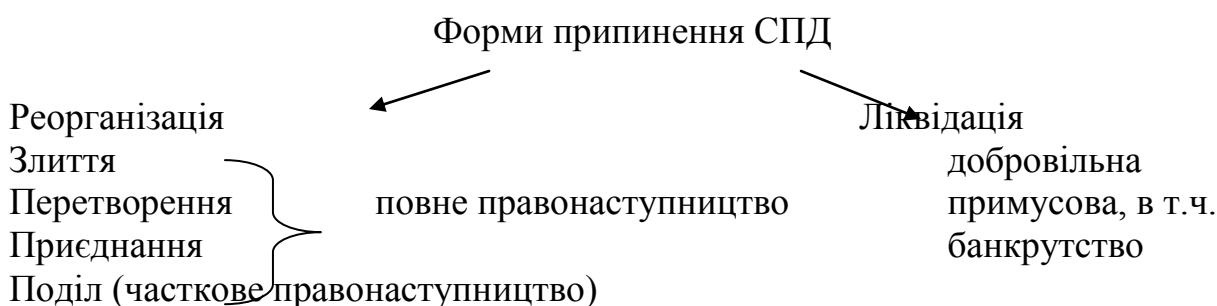 Форми припинення СПД
Реорганізація Ліквідація
Злиття добровільна
Перетворення повне правонаступництво примусова, в т.ч.
Приєднання банкрутство
Поділ (часткове правонаступництво)